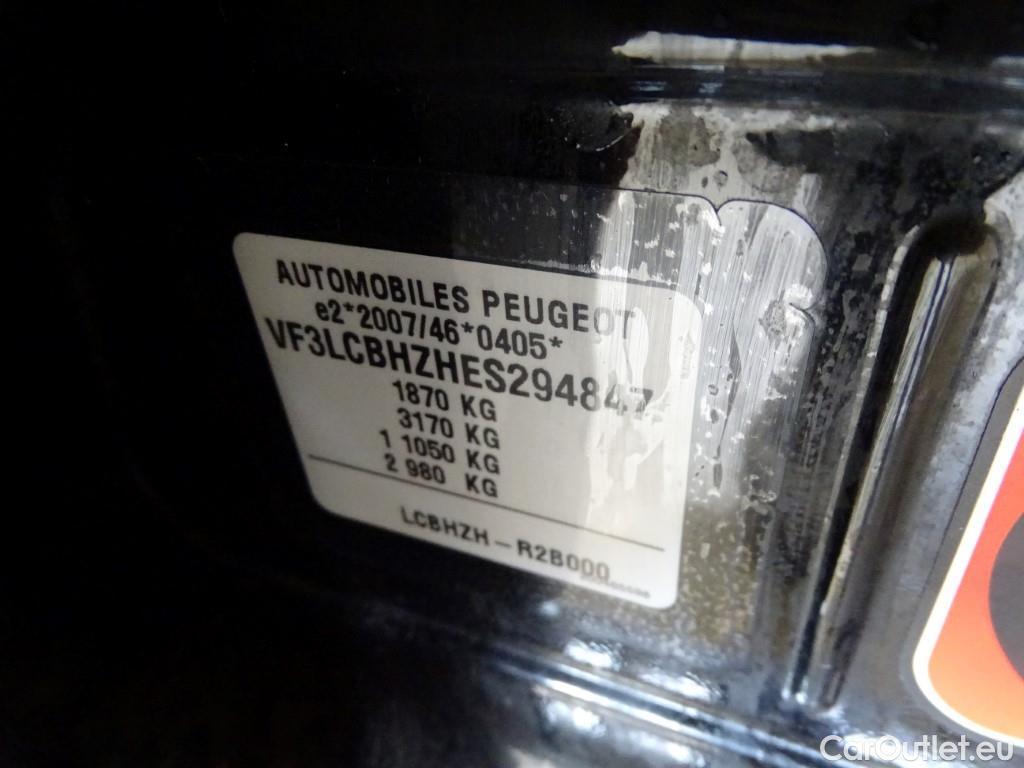 AUTOMOBILES PEUGEOT
e2*2007/46*0405*
VF3LCBHZHES294847
1870 KG
3170 KG
1 1050 KG
2 980 KG
LCBHZH – R2B000
CarOutlet.eu